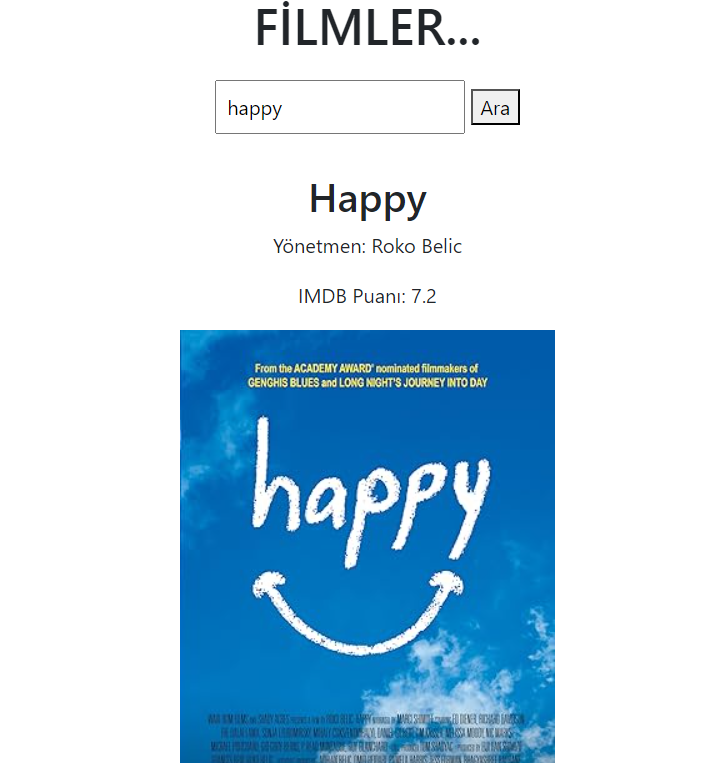 FİLMLER...
happy
Ara
Happy
Yönetmen: Roko Belic
IMDB Puanı: 7.2
From the ACADEMY AWARD® nominated filmmakers of
GENGHIS BLUES and LONG NIGHT'S JOURNEY INTO DAY
happy